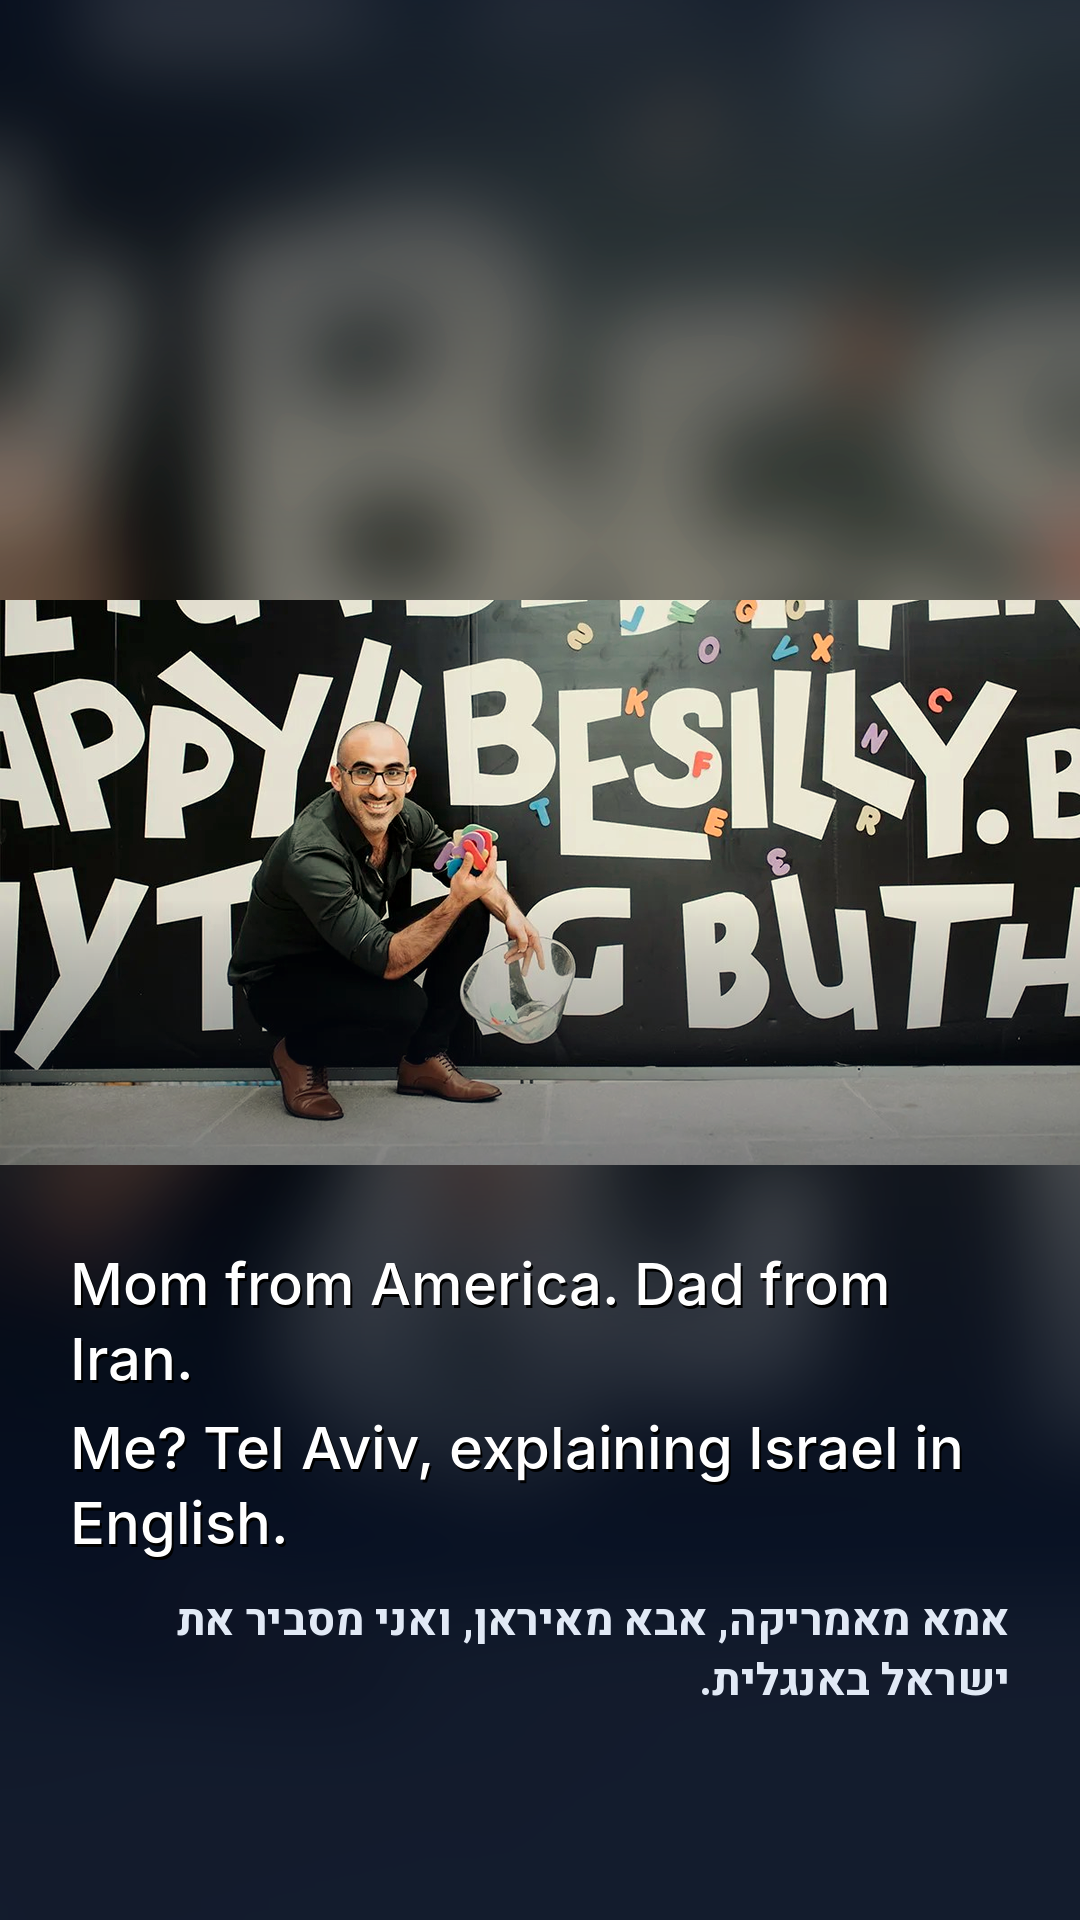 APPY!! BE SILLY. B
BUT
Mom from America. Dad from
Iran.
Me? Tel Aviv, explaining Israel in
English.
אמא מאמריקה, אבא מאיראן, ואני מסביר את
ישראל באנגלית.